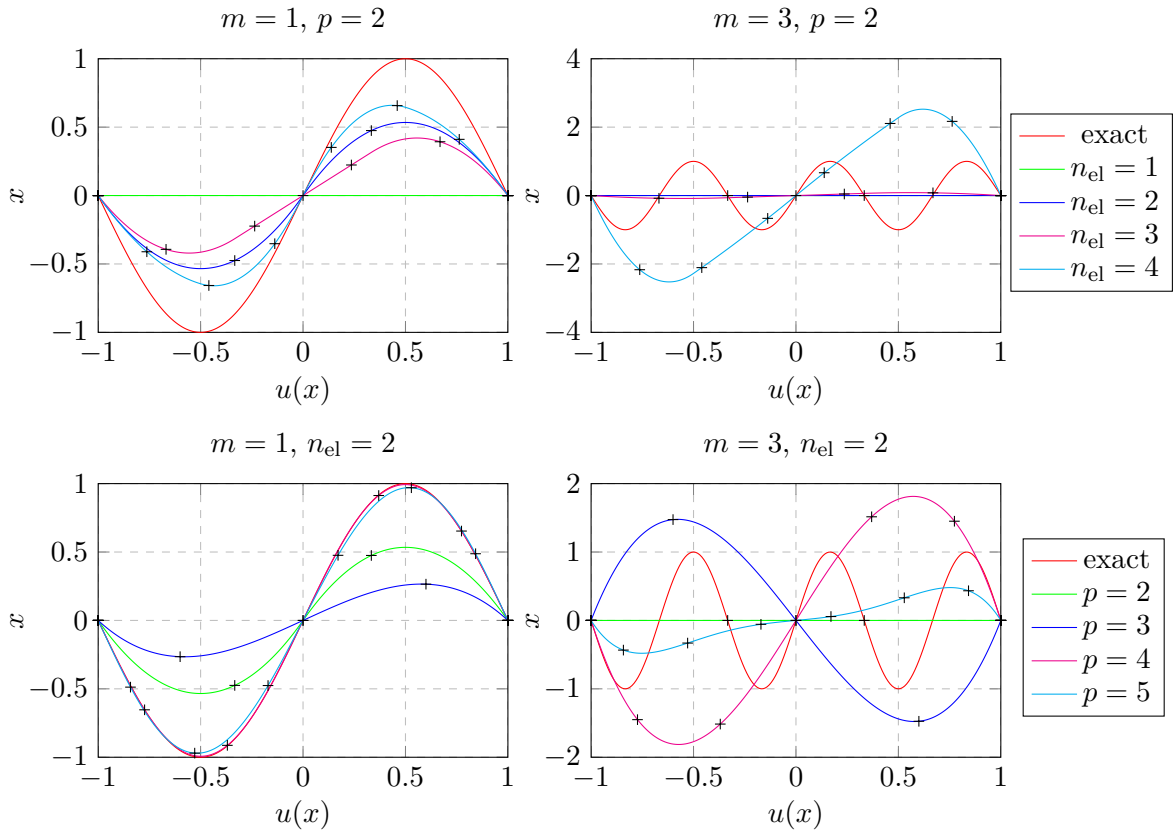 m = 1, p = 2
1
0.5
0
−0.5
−1
x
−1
−0.5
0
0.5
1
u(x)
m = 3, p = 2
4
2
0
−2
−4
x
−1
−0.5
0
0.5
1
u(x)
exact
n_el = 1
n_el = 2
n_el = 3
n_el = 4
m = 1, n_el = 2
1
0.5
0
−0.5
−1
x
−1
−0.5
0
0.5
1
u(x)
m = 3, n_el = 2
2
1
0
−1
−2
x
−1
−0.5
0
0.5
1
u(x)
exact
p = 2
p = 3
p = 4
p = 5